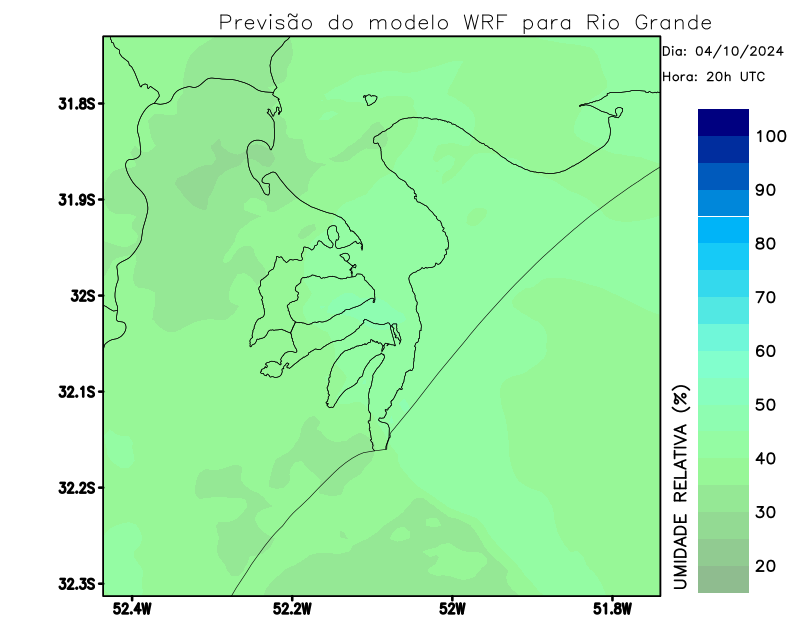 Previsão do modelo WRF para Rio Grande
Dia: 04/10/2024
Hora: 20h UTC
31.8S
31.9S
32S
32.1S
32.2S
32.3S
52.4W
52.2W
52W
51.8W
UMIDADE RELATIVA (%)
100
90
80
70
60
50
40
30
20